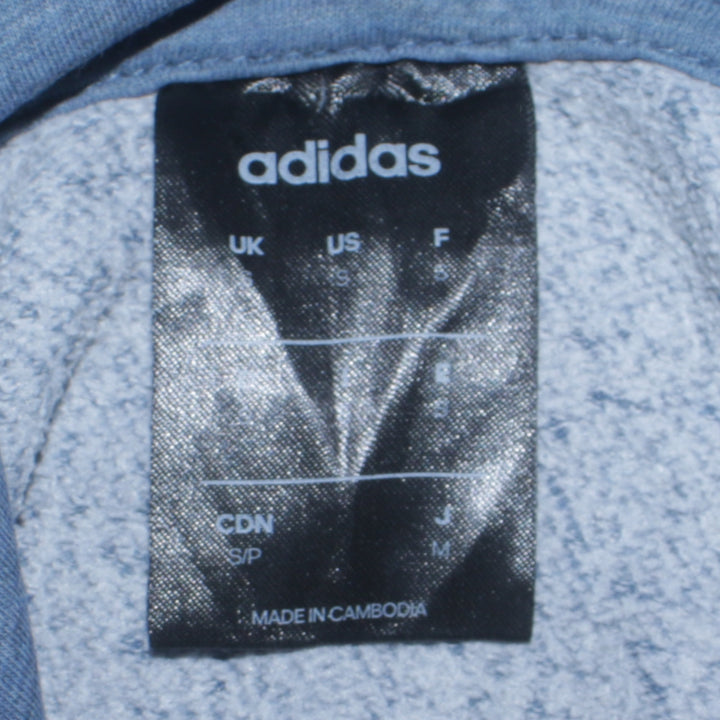 adidas
UK US F
S S S
CDN J
S/P M
MADE IN CAMBODIA